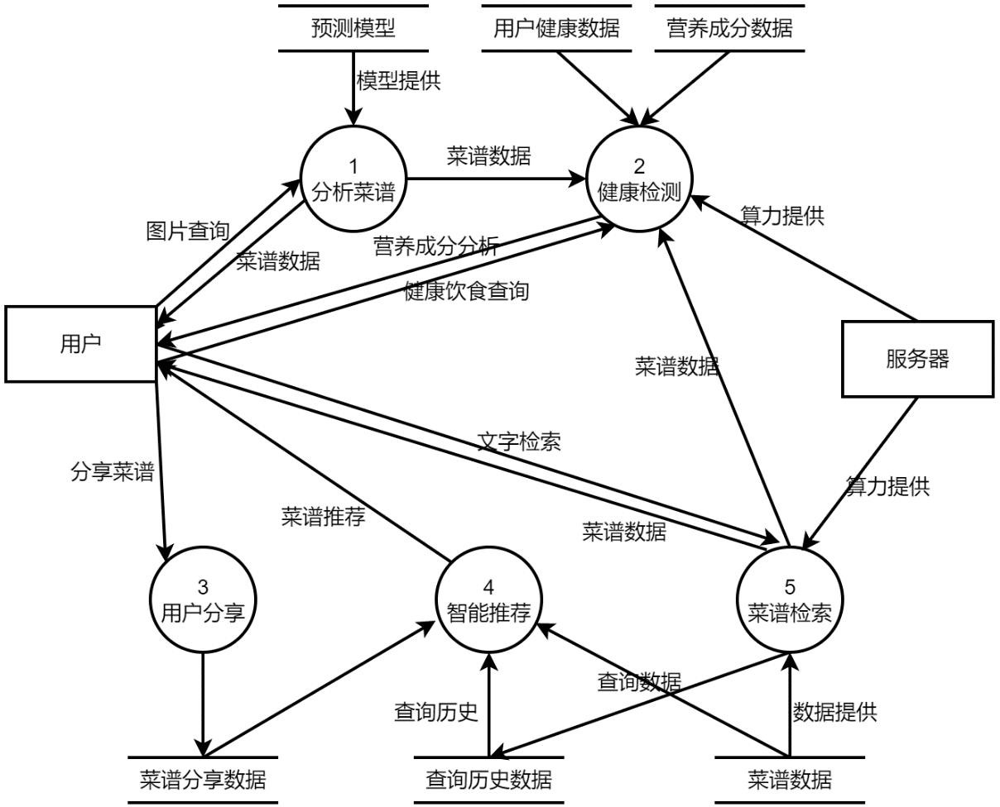 预测模型
用户健康数据
营养成分数据
模型提供
1
分析菜谱
菜谱数据
2
健康检测
图片查询
菜谱数据
营养成分分析
健康饮食查询
算力提供
用户
服务器
菜谱数据
文字检索
分享菜谱
算力提供
菜谱推荐
菜谱数据
3
用户分享
4
智能推荐
5
菜谱检索
查询数据
查询历史
数据提供
菜谱分享数据
查询历史数据
菜谱数据